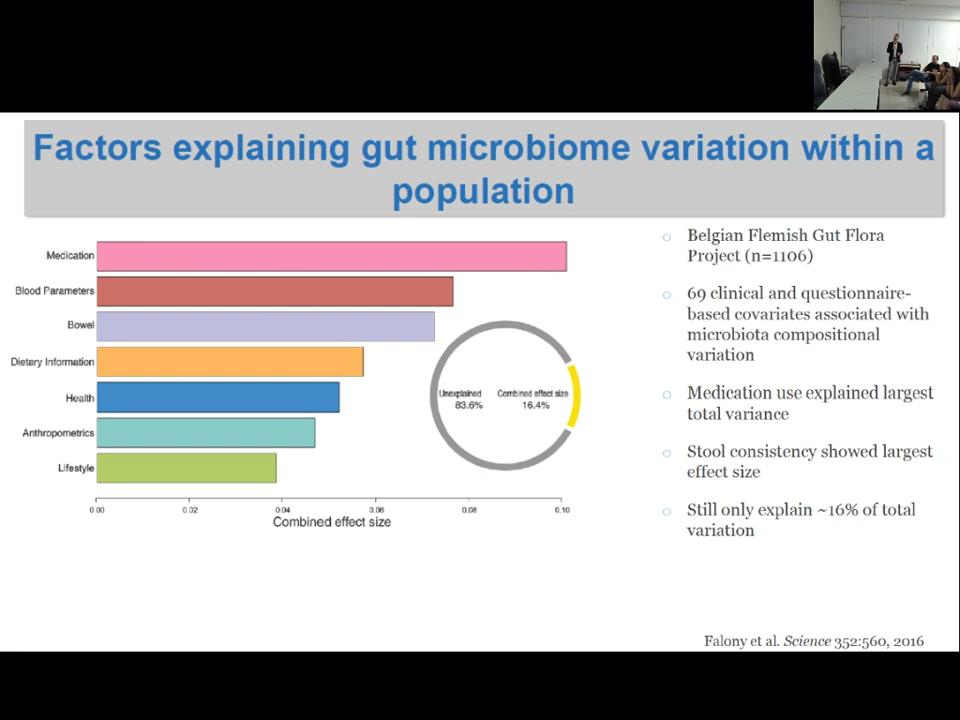 Factors explaining gut microbiome variation within a
population
Medication
Blood Parameters
Bowel
Dietary Information
Health
Anthropometrics
Lifestyle
0.00 0.02 0.04 0.06 0.08 0.10
Combined effect size
Unexplained
83.6%
Combined effect size
16.4%
Belgian Flemish Gut Flora
Project (n=1106)
69 clinical and questionnaire-
based covariates associated with
microbiota compositional
variation
Medication use explained largest
total variance
Stool consistency showed largest
effect size
Still only explain ~16% of total
variation
Falony et al. Science 352:560, 2016